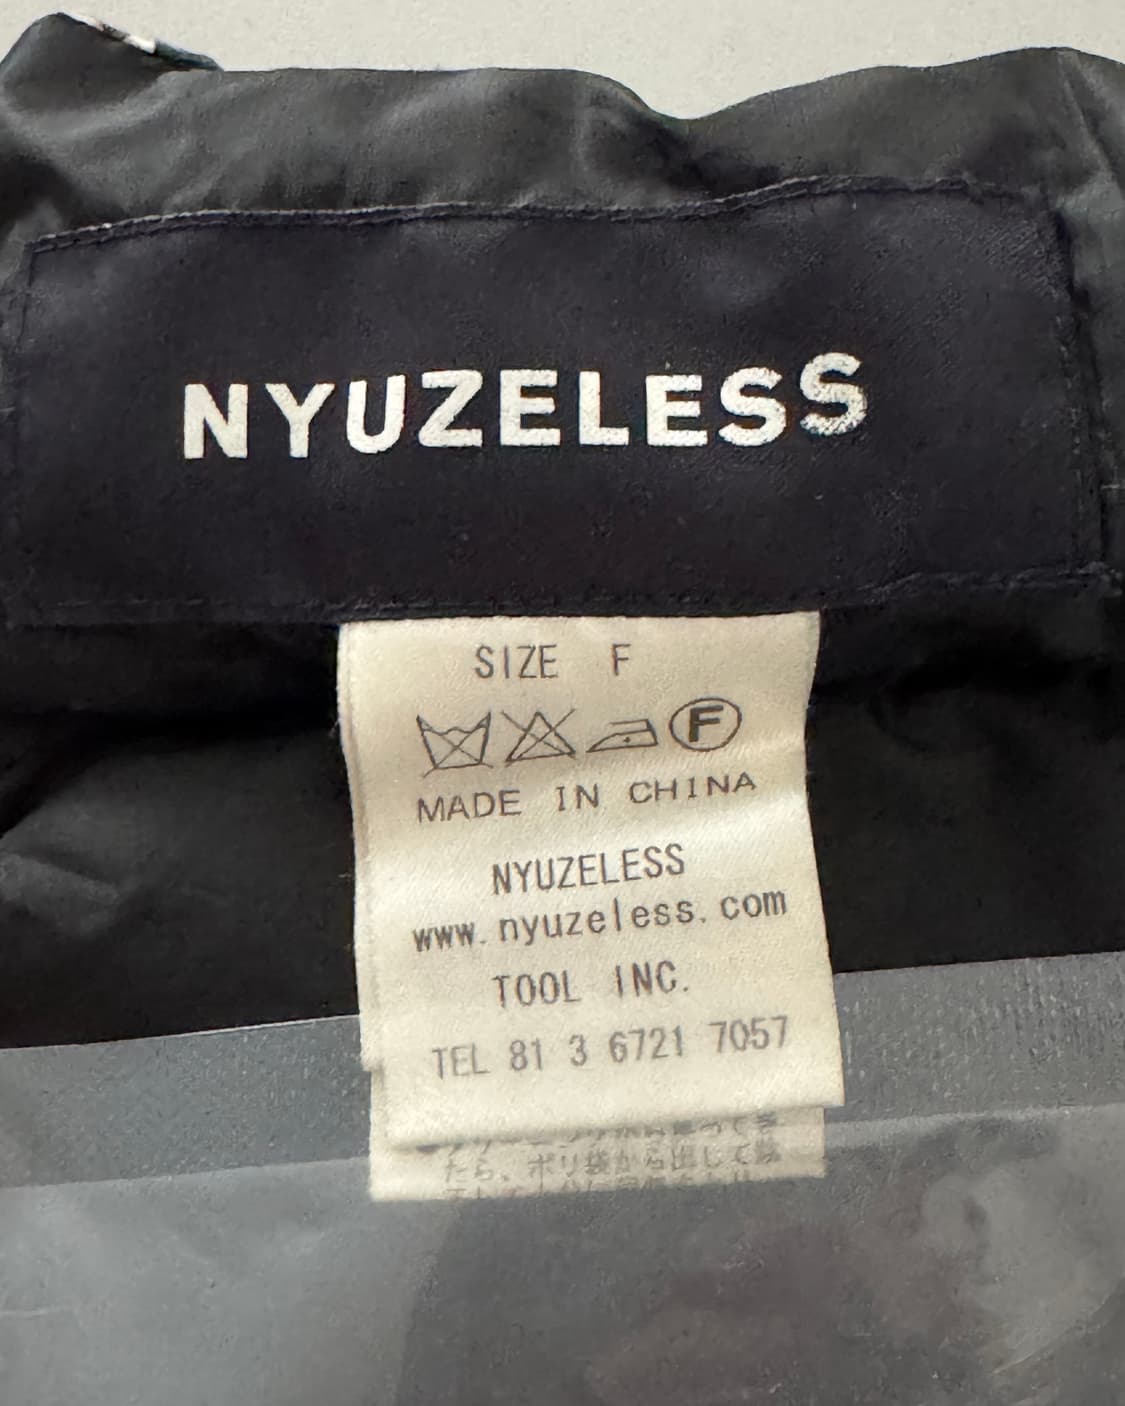 NYUZELESS
SIZE F
F
MADE IN CHINA
NYUZELESS
www.nyuzeless.com
TOOL INC.
TEL 81 3 6721 7057
たら、ポリ袋から出して